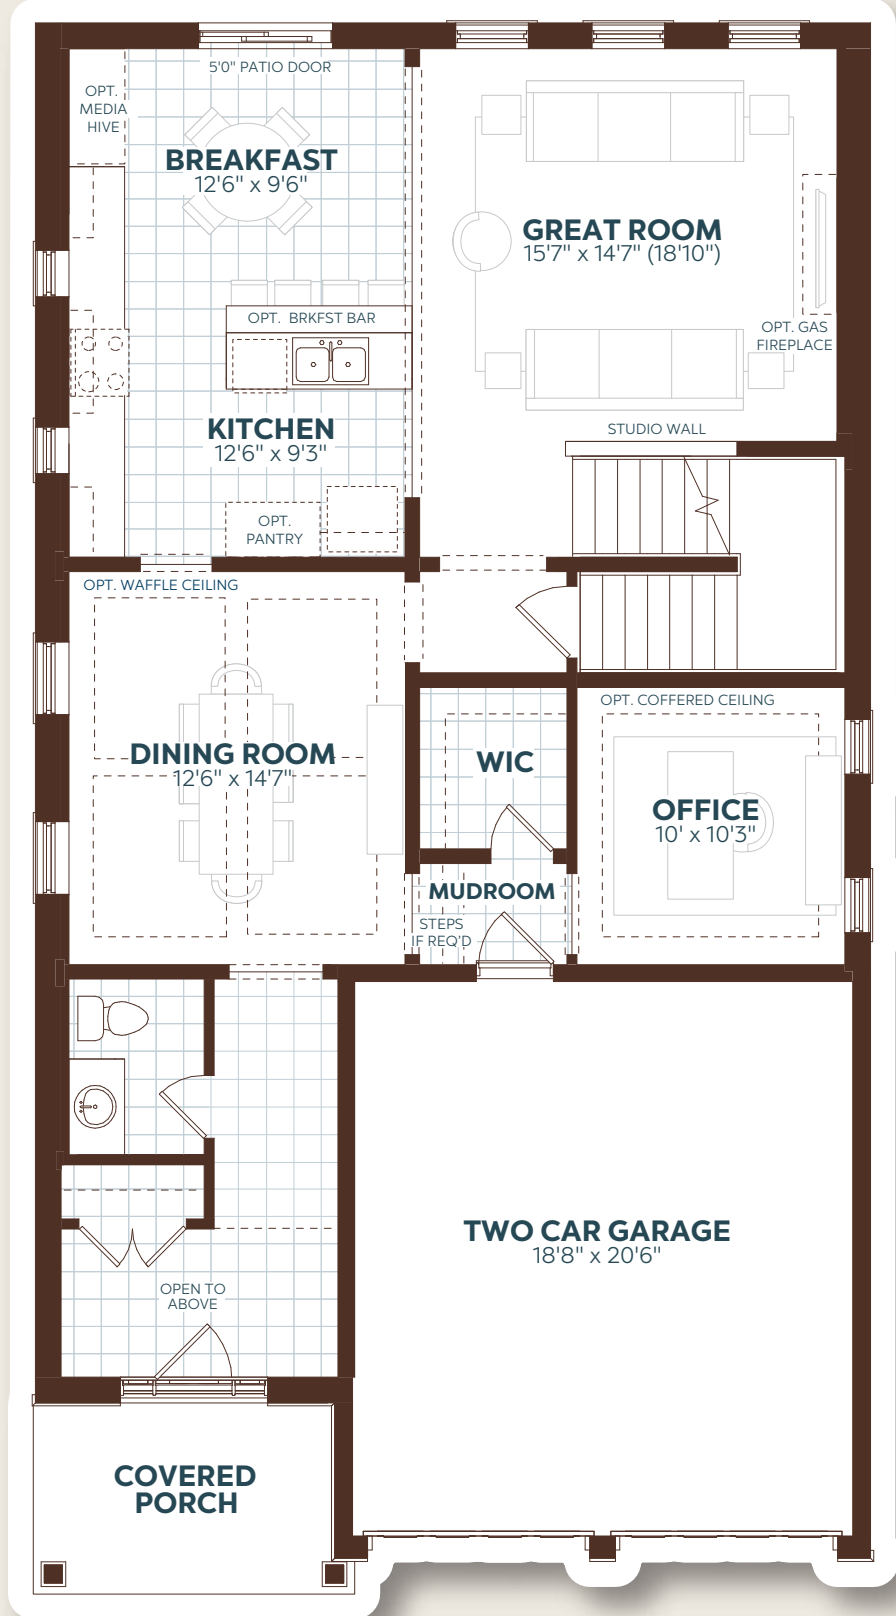 5'0" PATIO DOOR
OPT.
MEDIA
HIVE
BREAKFAST
12'6" x 9'6"
GREAT ROOM
15'7" x 14'7" (18'10")
OPT. BRKFST BAR
OPT. GAS
FIREPLACE
KITCHEN
12'6" x 9'3"
STUDIO WALL
OPT.
PANTRY
OPT. WAFFLE CEILING
DINING ROOM
12'6" x 14'7"
WIC
OPT. COFFERED CEILING
OFFICE
10' x 10'3"
MUDROOM
STEPS
IF REQ'D
TWO CAR GARAGE
18'8" x 20'6"
OPEN TO
ABOVE
COVERED
PORCH